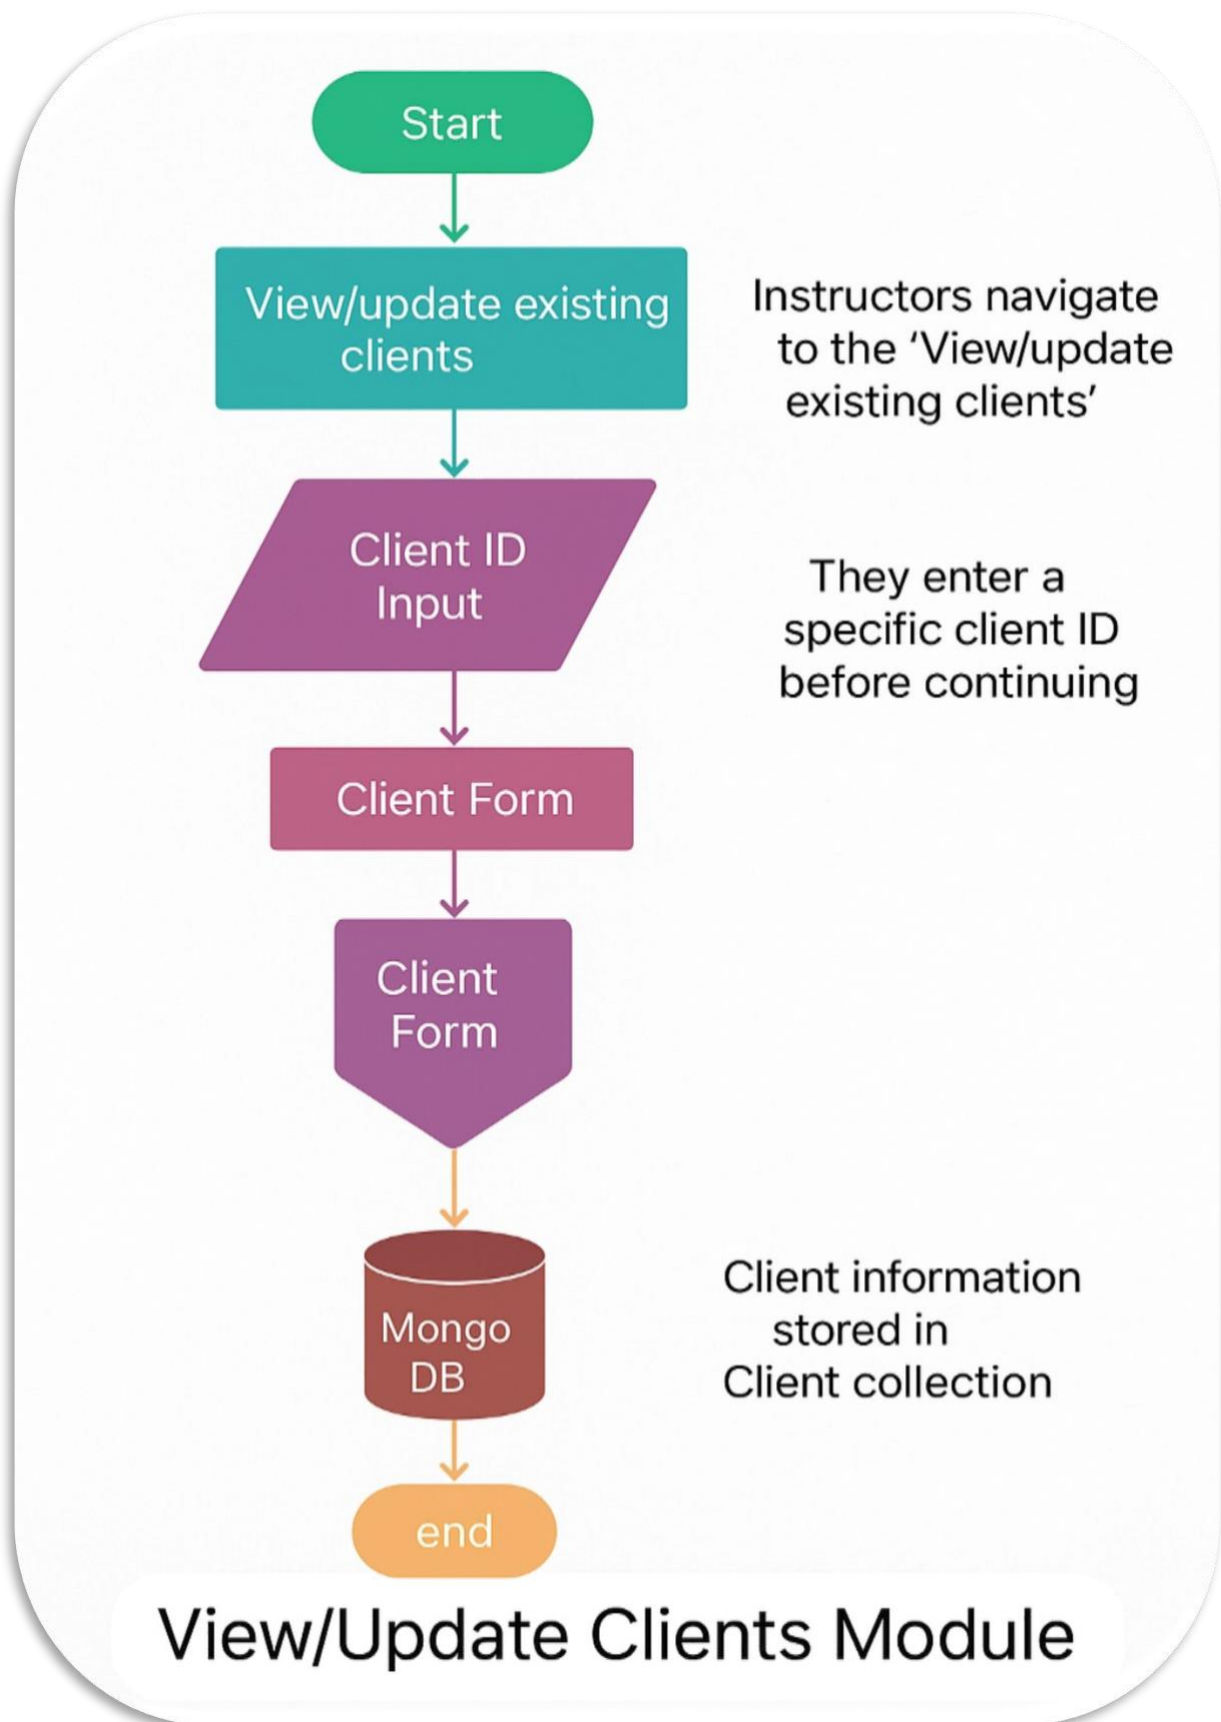 Start
View/update existing
clients
Instructors navigate
to the ‘View/update
existing clients’
Client ID
Input
They enter a
specific client ID
before continuing
Client Form
Client
Form
Mongo
DB
Client information
stored in
Client collection
end
View/Update Clients Module